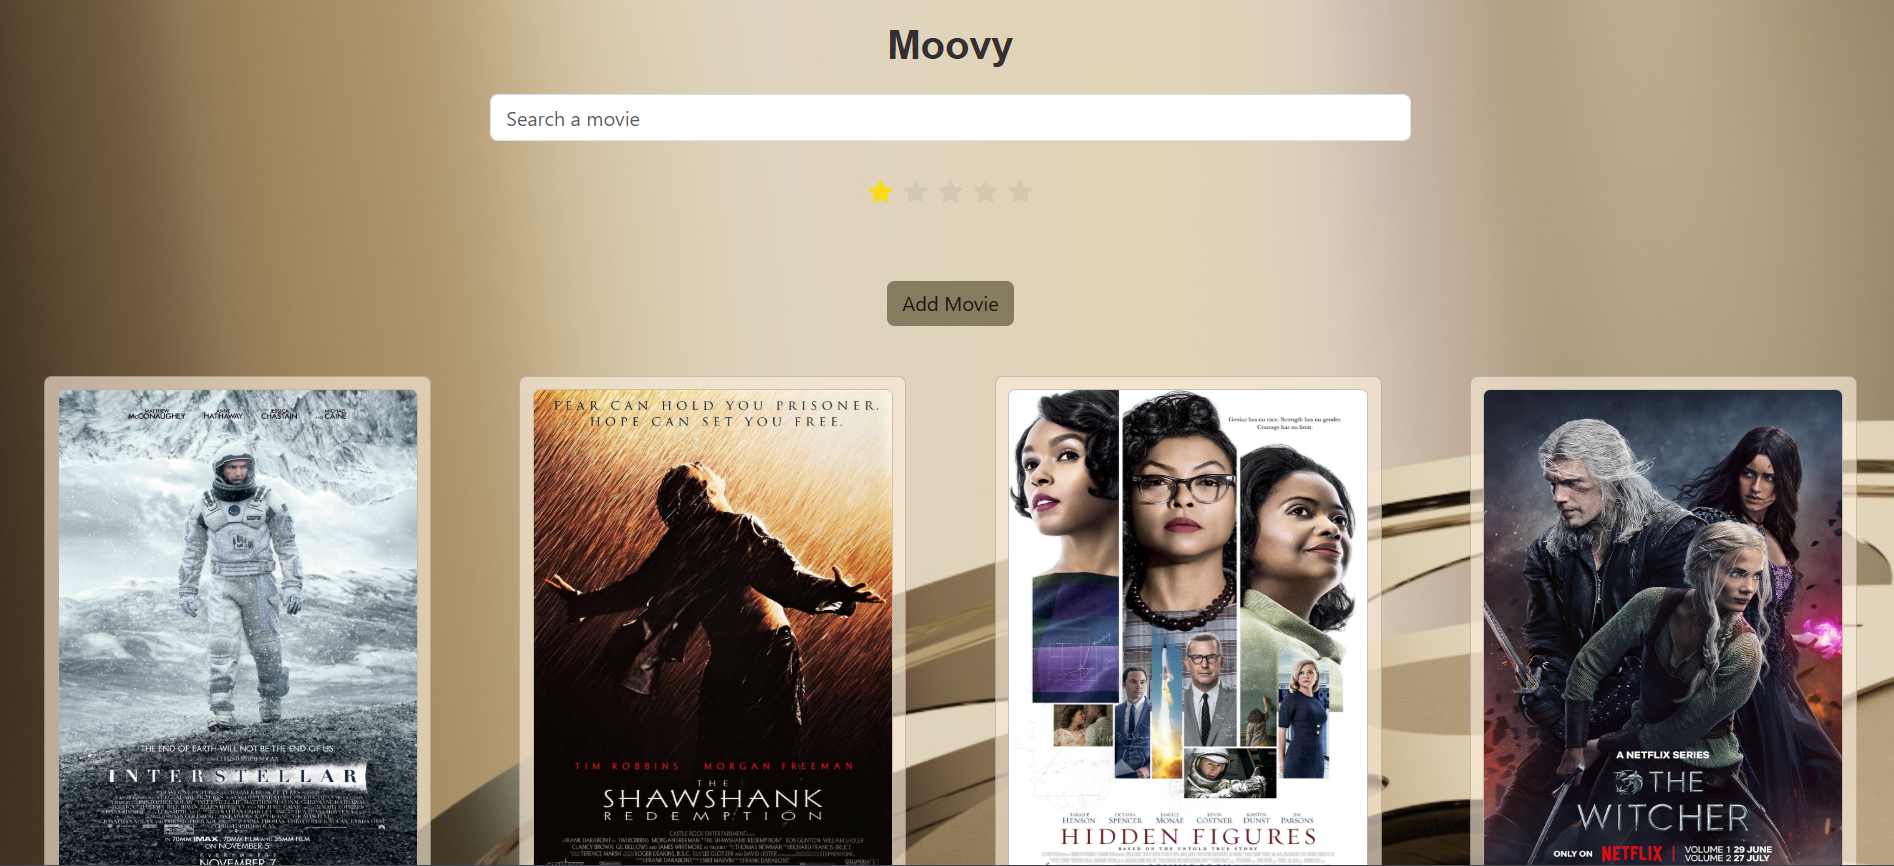 Moovy
Search a movie
Add Movie
MATTHEW McCONAUGHEY ANNE HATHAWAY JESSICA CHASTAIN AND MICHAEL CAINE
THE END OF EARTH WILL NOT BE THE END OF US
INTERSTELLAR
IN 70MM IMAX, 70MM FILM AND 35MM FILM
ON NOVEMBER 5
EVERYWHERE
NOVEMBER 7
FEAR CAN HOLD YOU PRISONER.
HOPE CAN SET YOU FREE.
TIM ROBBINS MORGAN FREEMAN
THE
SHAWSHANK
REDEMPTION
CASTLE ROCK ENTERTAINMENT
Genius has no race. Strength has no gender.
Courage has no limit.
TARAJI P. HENSON OCTAVIA SPENCER JANELLE MONÁE KEVIN COSTNER KIRSTEN DUNST JIM PARSONS
HIDDEN FIGURES
BASED ON THE UNTOLD TRUE STORY
A NETFLIX SERIES
THE
WITCHER
ONLY ON NETFLIX | VOLUME 1 29 JUNE
VOLUME 2 27 JULY